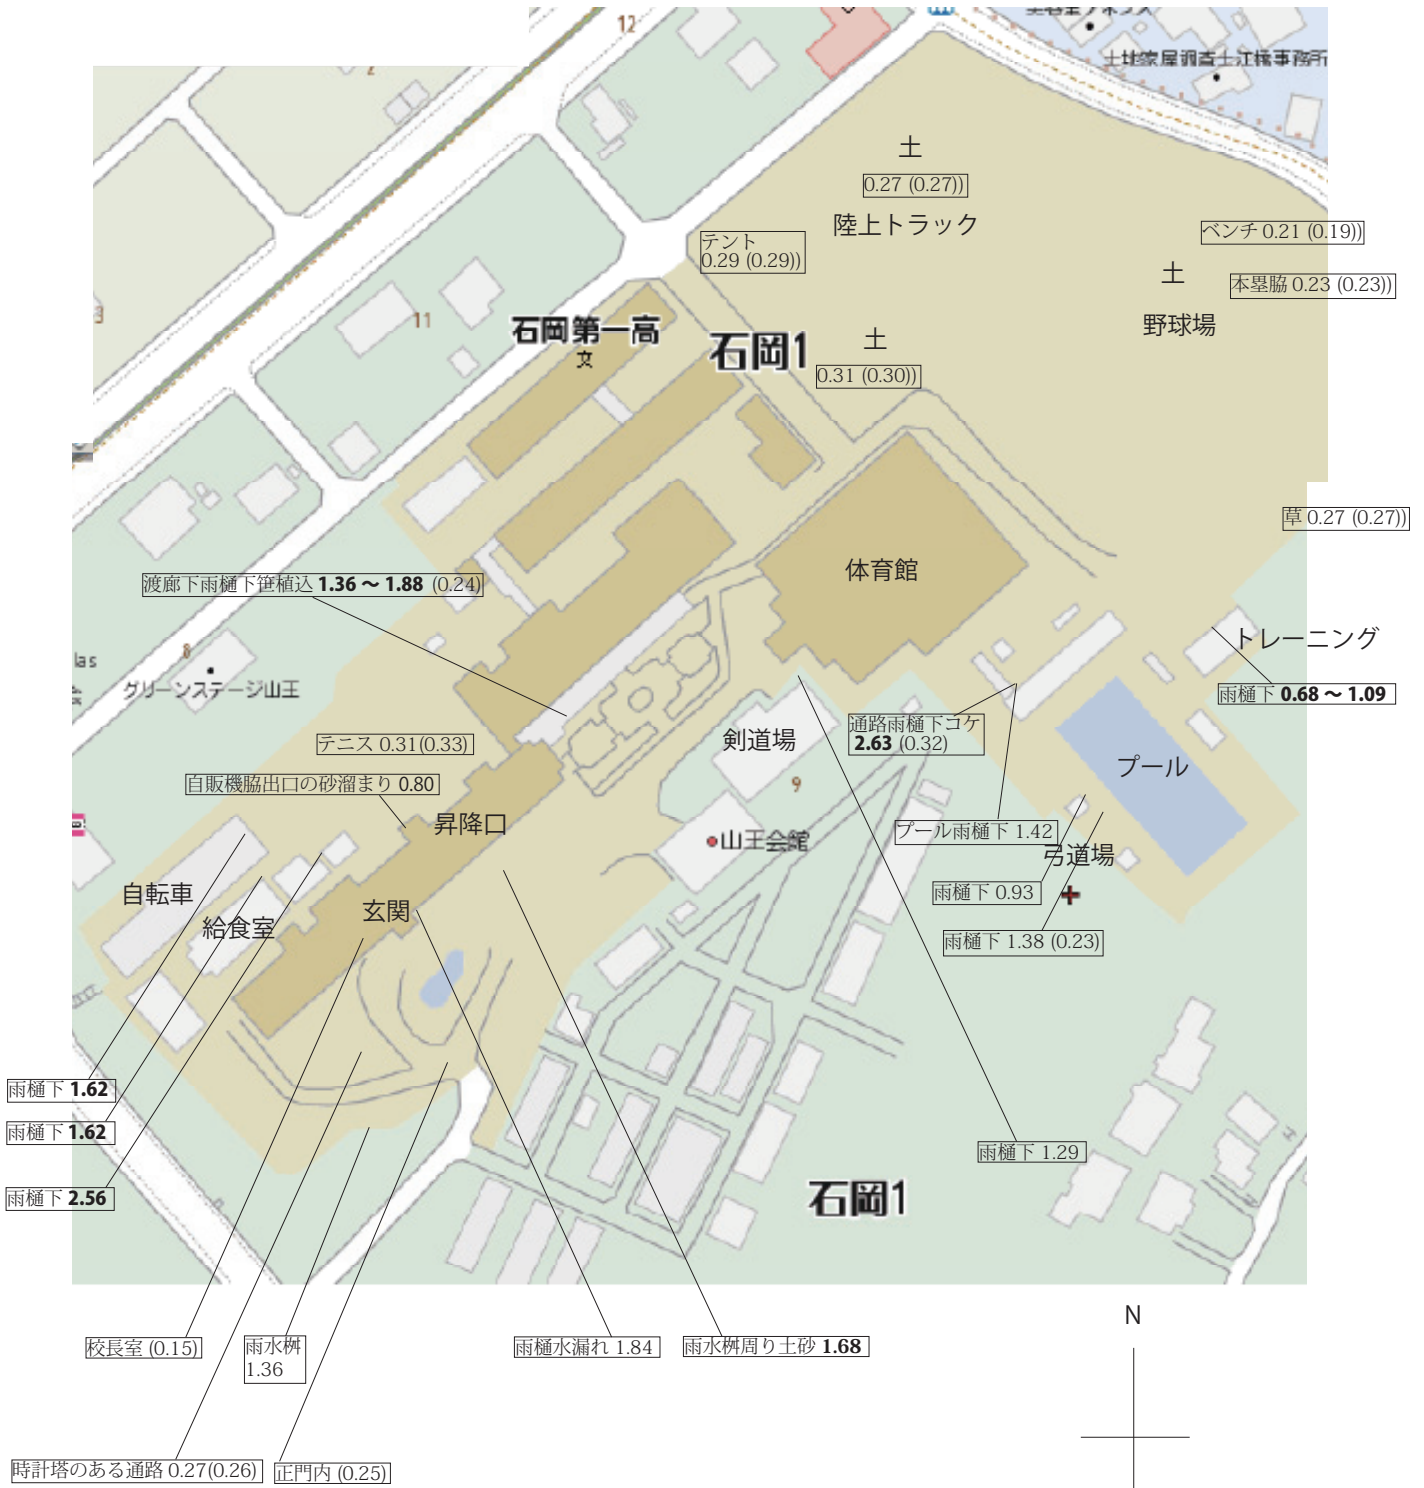 12
2
土地家屋調査士江橋事務所
土
0.27 (0.27))
陸上トラック
ベンチ 0.21 (0.19))
テント
0.29 (0.29))
土
本塁脇 0.23 (0.23))
3
11
石岡第一高
文
石岡1
土
野球場
0.31 (0.30))
草 0.27 (0.27))
体育館
渡廊下雨樋下笹植込 1.36 〜 1.88 (0.24)
トレーニング
8
las
グリーンステージ山王
雨樋下 0.68 〜 1.09
通路雨樋下コケ
2.63 (0.32)
テニス 0.31(0.33)
剣道場
プール
自販機脇出口の砂溜まり 0.80
9
昇降口
山王会館
プール雨樋下 1.42
弓道場
自転車
雨樋下 0.93
玄関
給食室
雨樋下 1.38 (0.23)
雨樋下 1.62
雨樋下 1.62
雨樋下 1.29
雨樋下 2.56
石岡1
N
校長室 (0.15)
雨水桝
1.36
雨樋水漏れ 1.84
雨水桝周り土砂 1.68
時計塔のある通路 0.27(0.26)
正門内 (0.25)